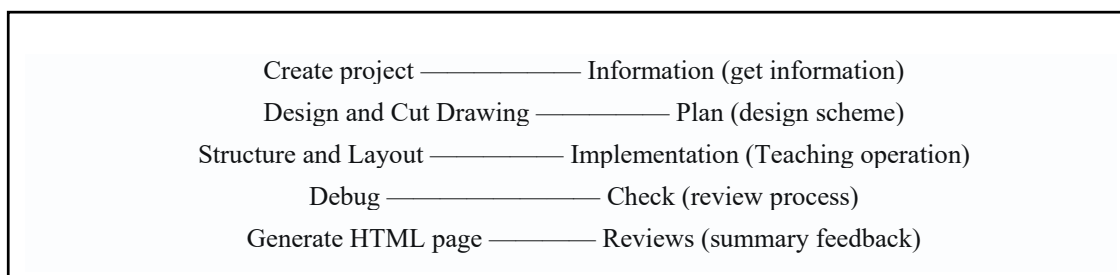 Create project —————— Information (get information)
Design and Cut Drawing ————— Plan (design scheme)
Structure and Layout ————— Implementation (Teaching operation)
Debug ———————— Check (review process)
Generate HTML page ———— Reviews (summary feedback)